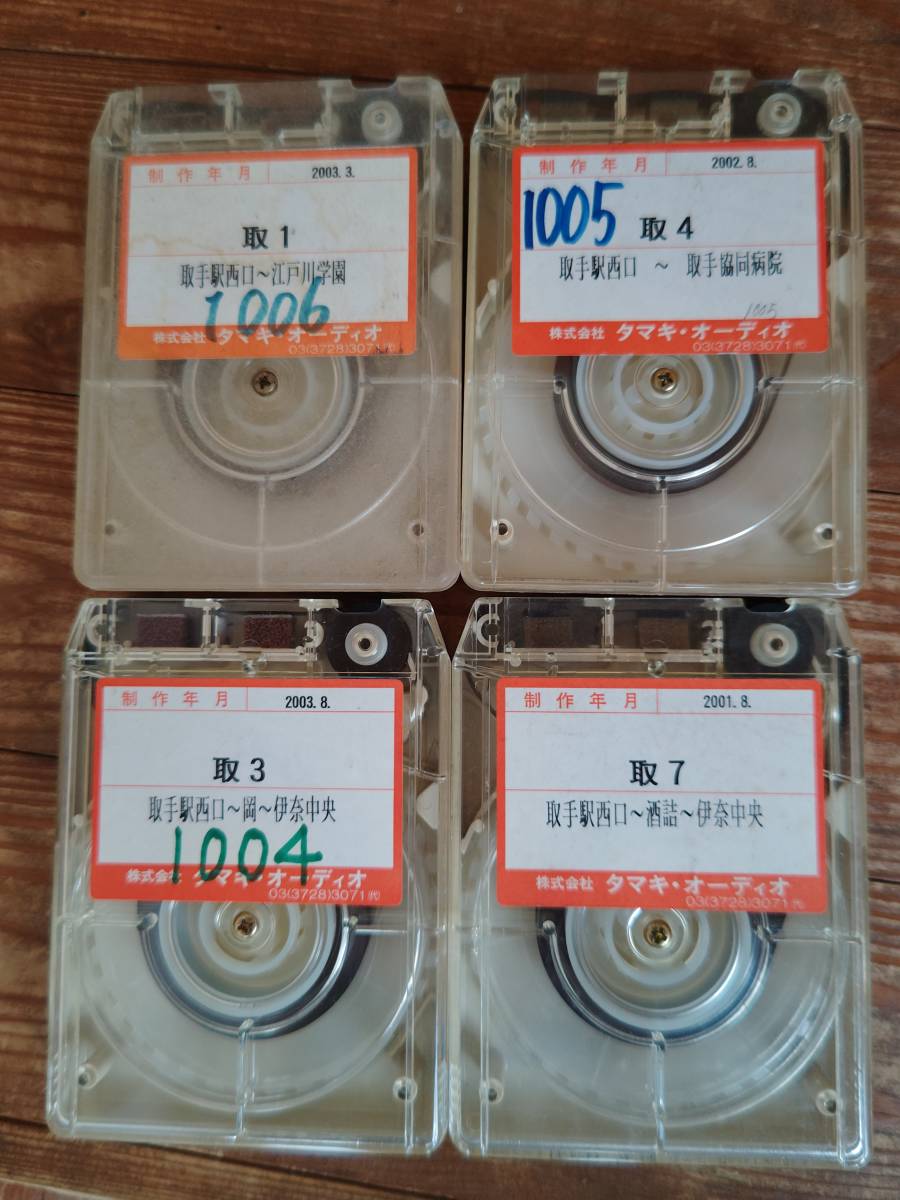 制作年月 2003. 3.
取1
取手駅西口～江戸川学園
1006
株式会社 タマキ・オーディオ
03(3728)3071㈹
制作年月 2002. 8.
1005 取4
取手駅西口 ～ 取手協同病院
1005
株式会社 タマキ・オーディオ
03(3728)3071㈹
制作年月 2003. 8.
取3
取手駅西口～岡～伊奈中央
1004
株式会社 タマキ・オーディオ
03(3728)3071㈹
制作年月 2001. 8.
取7
取手駅西口～酒詰～伊奈中央
株式会社 タマキ・オーディオ
03(3728)3071㈹